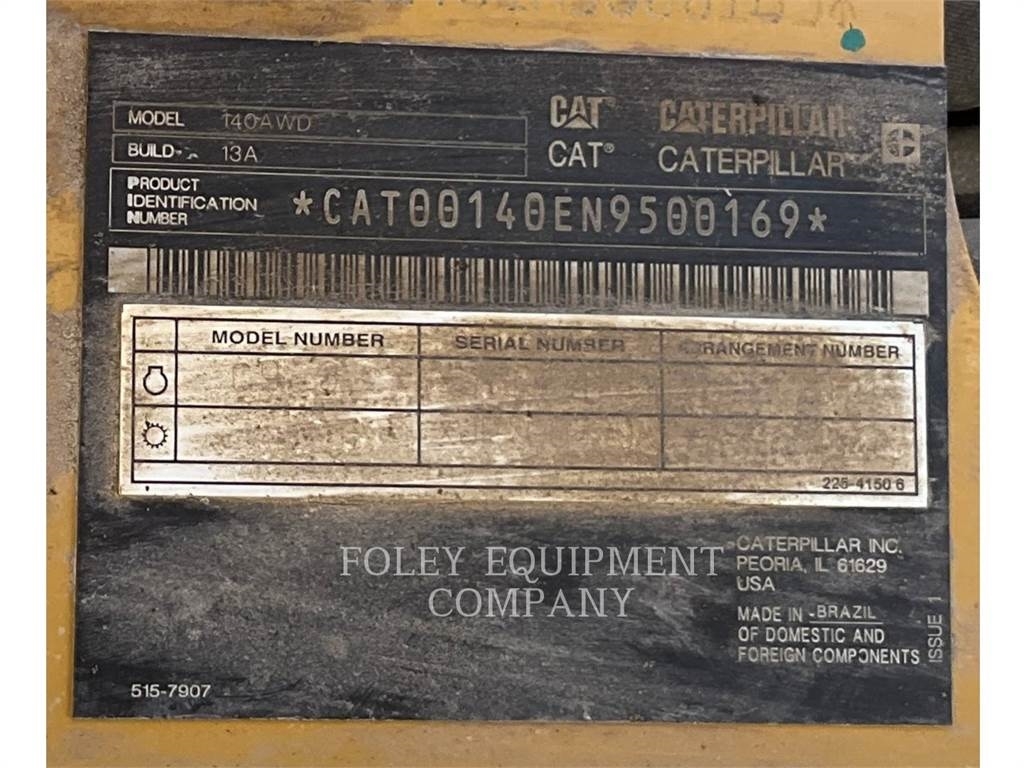 MODEL 140AWD
BUILD 13A
CAT® CATERPILLAR
CAT® CATERPILLAR
PRODUCT
IDENTIFICATION
NUMBER
*CAT00140EN9500169*
MODEL NUMBER SERIAL NUMBER ARRANGEMENT NUMBER
225-4150 6
FOLEY EQUIPMENT
COMPANY
CATERPILLAR INC.
PEORIA, IL 61629
USA
MADE IN BRAZIL
OF DOMESTIC AND
FOREIGN COMPONENTS
ISSUE 1
515-7907